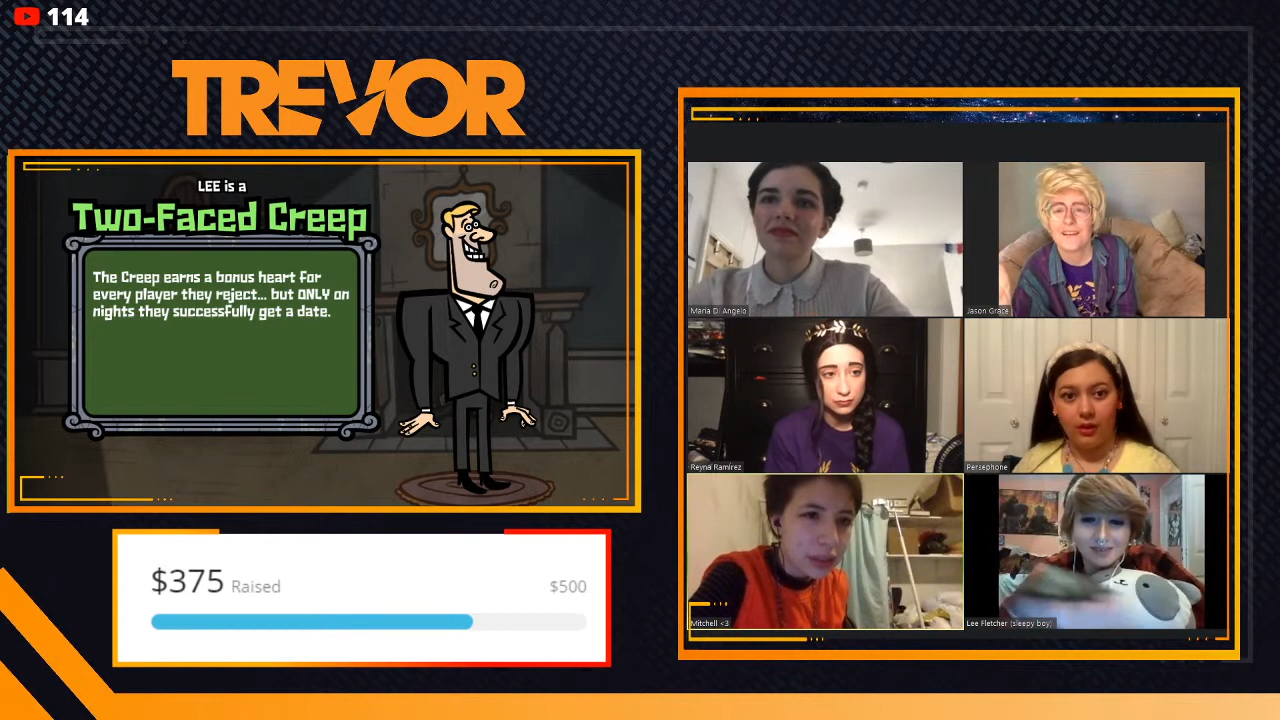 114
TREVOR
LEE is a
Two-Faced Creep
The Creep earns a bonus heart for
every player they reject... but ONLY on
nights they successfully get a date.
$375 Raised
$500
Maria Di Angelo
Jason Grace
Reyna Ramírez
Persephone
Mitchell <3
Lee Fletcher (sleepy boy)